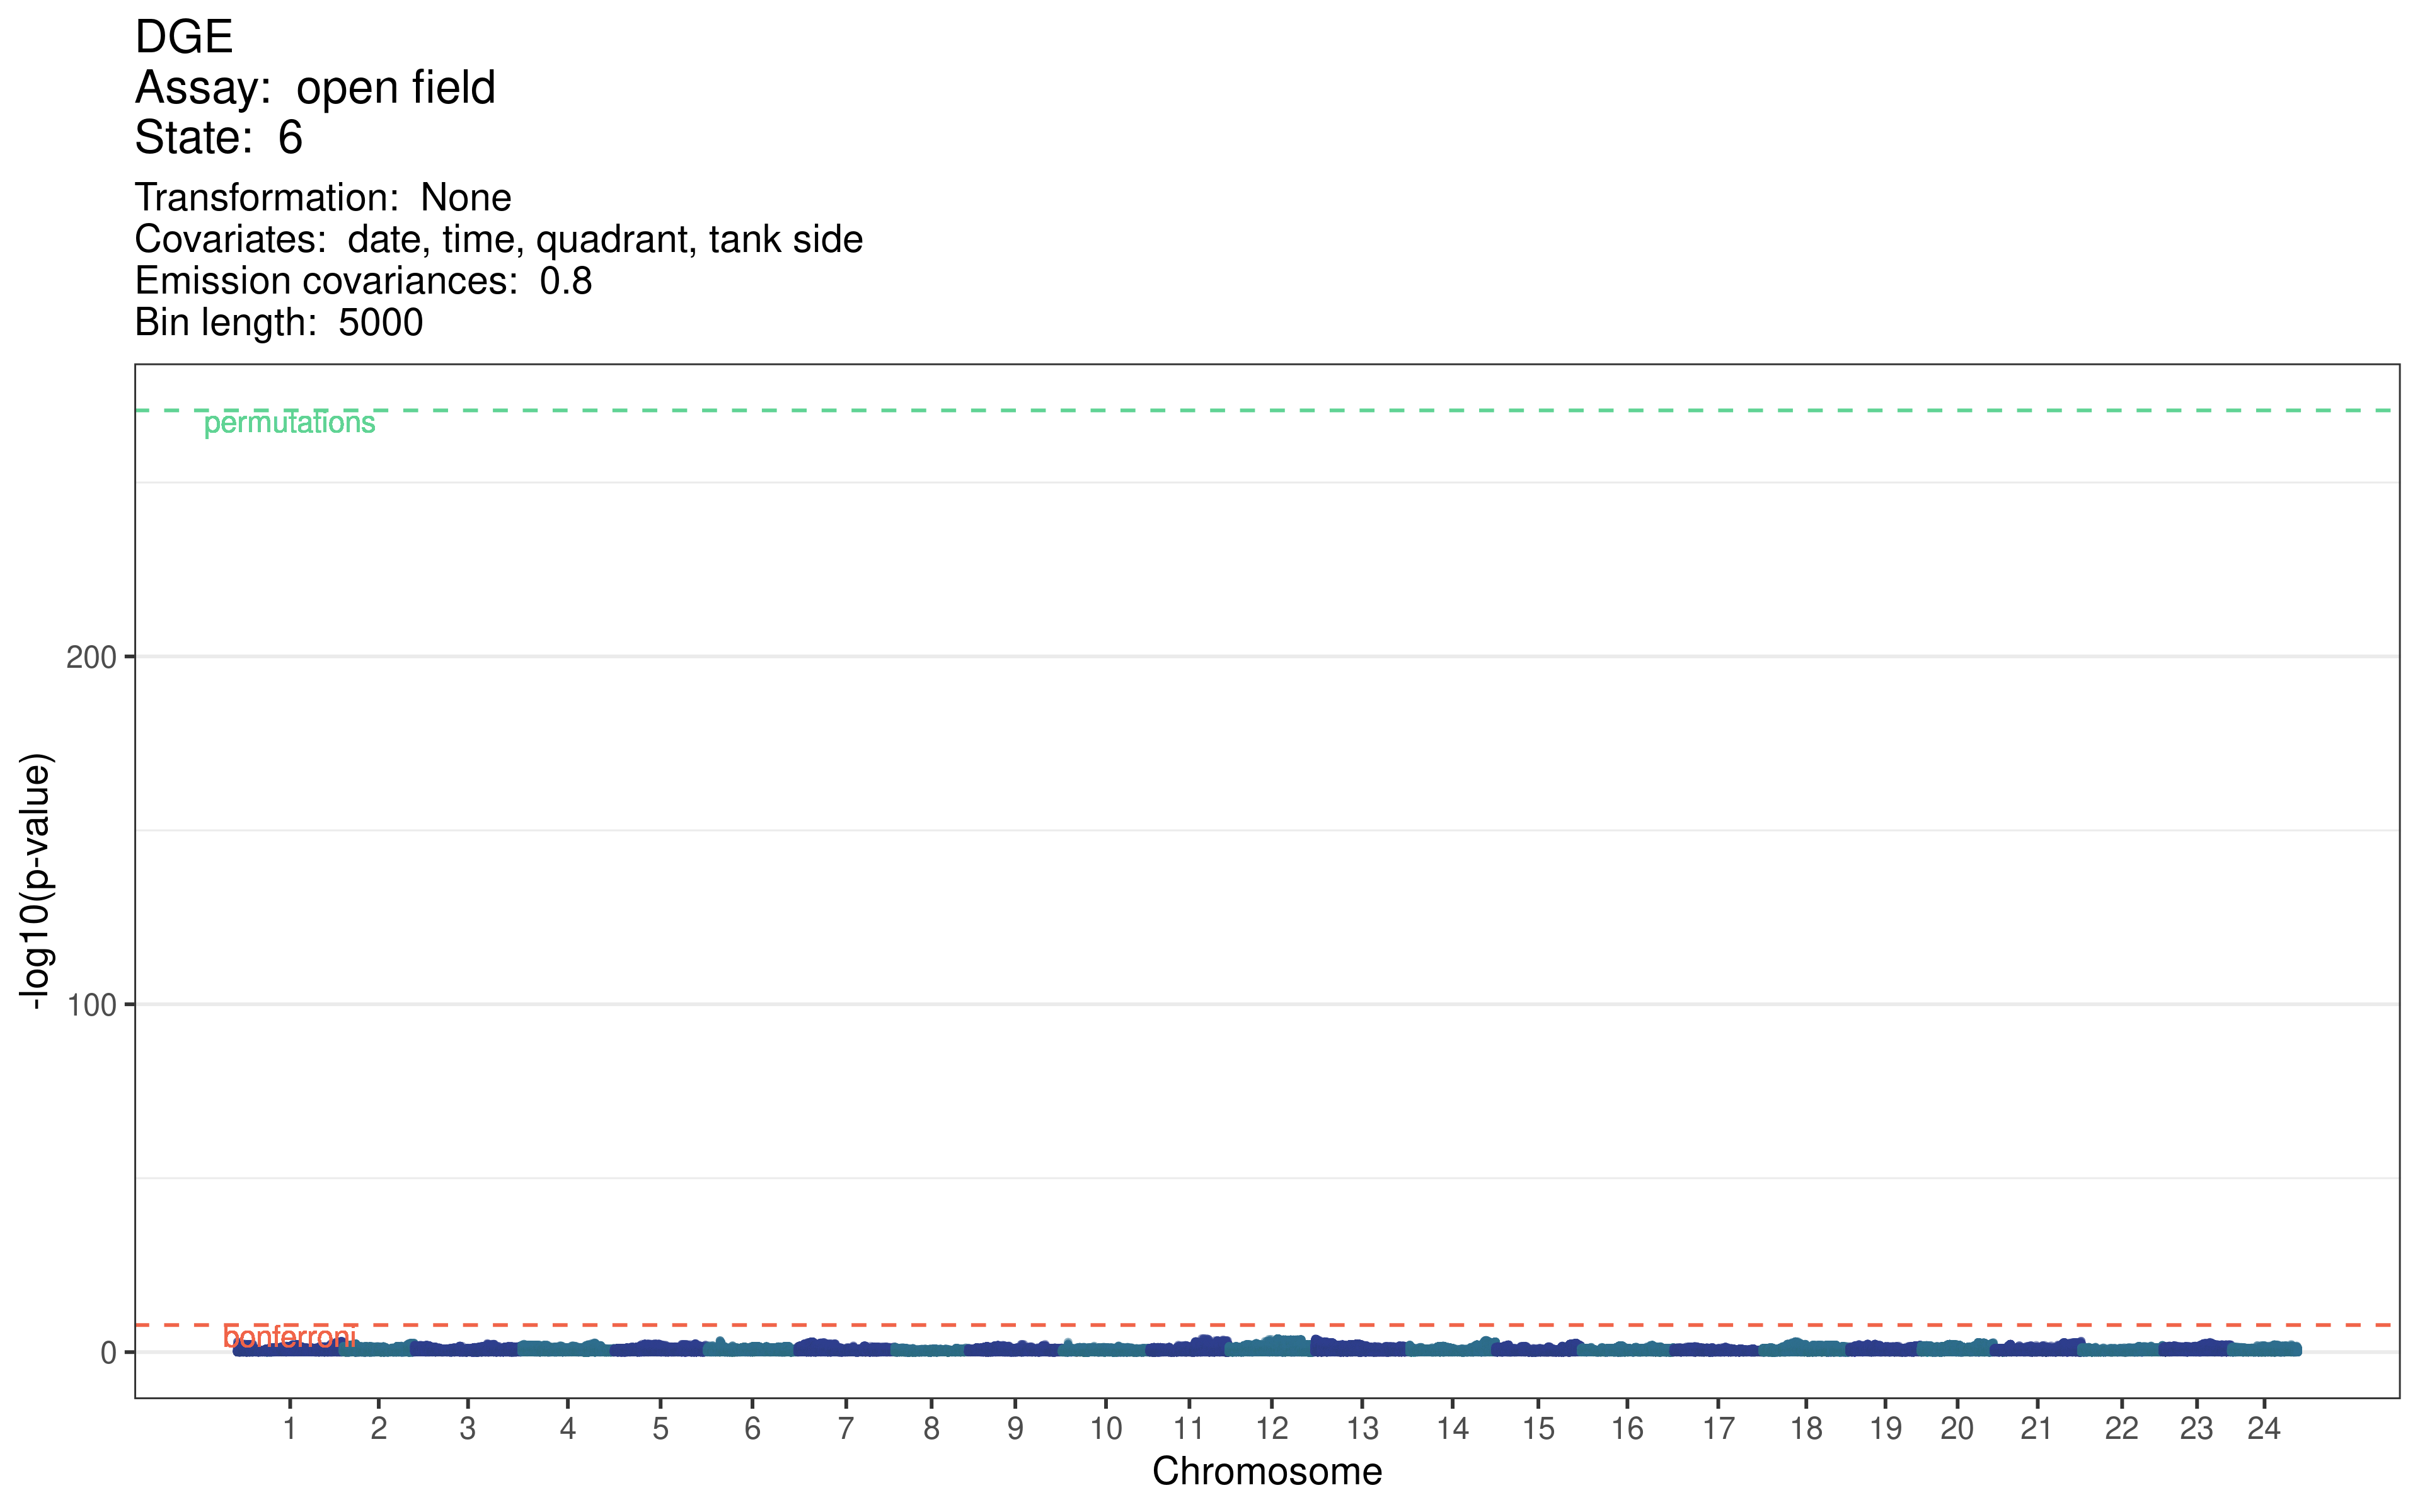 DGE
Assay:  open field
State:  6
Transformation:  None
Covariates:  date, time, quadrant, tank side
Emission covariances:  0.8
Bin length:  5000
permutations
200
100
0
-log10(p-value)
bonferroni
1 2 3 4 5 6 7 8 9 10 11 12 13 14 15 16 17 18 19 20 21 22 23 24
Chromosome